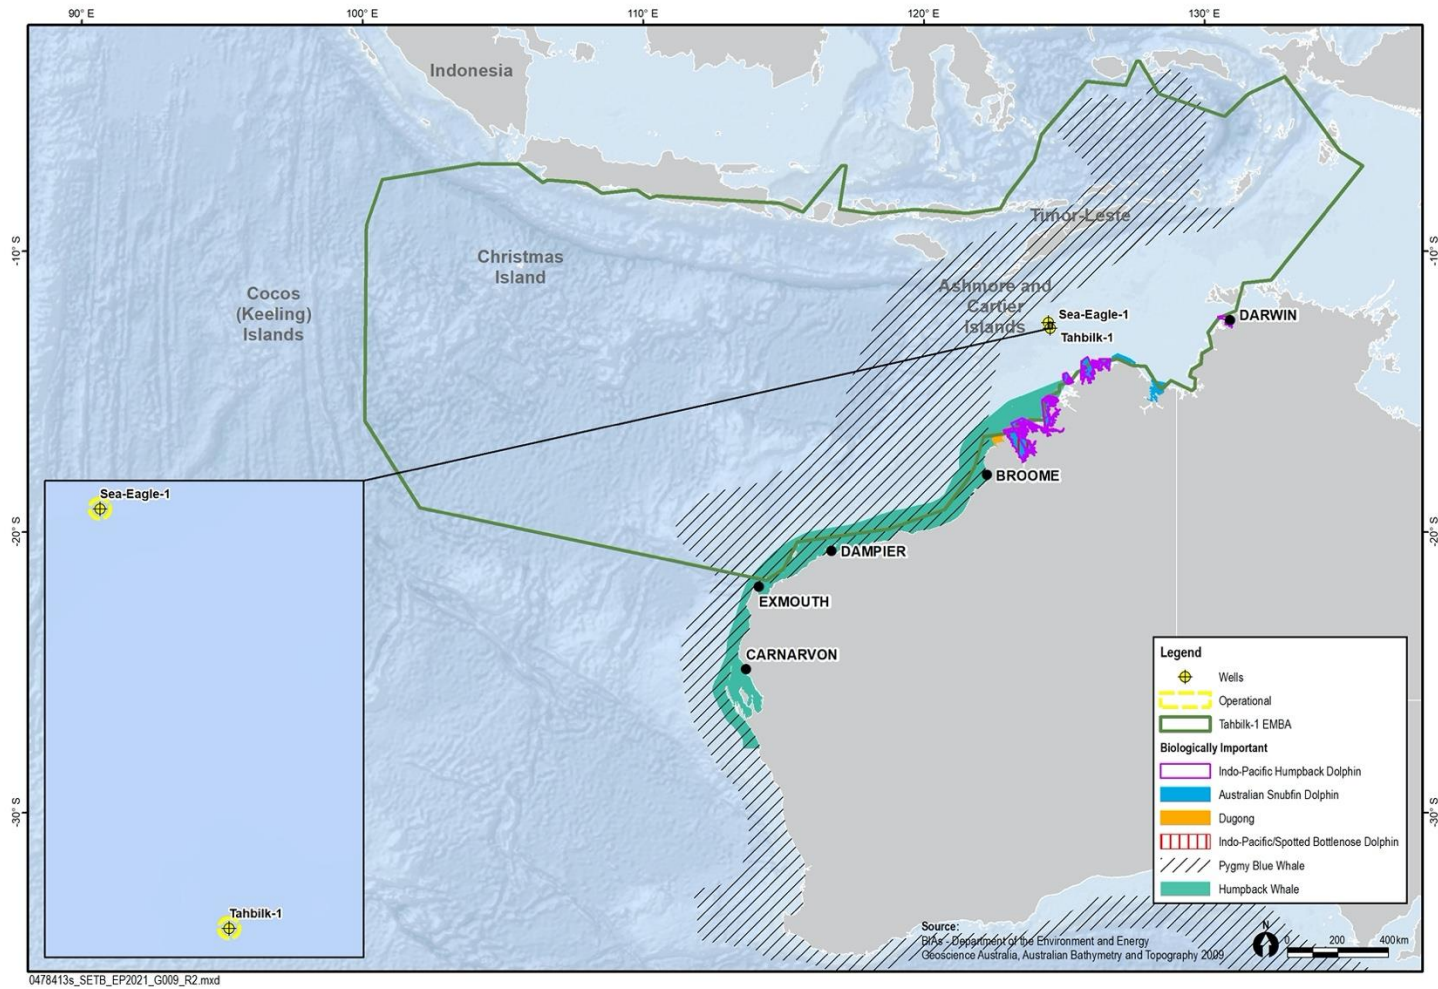 90° E
100° E
110° E
120° E
130° E
Indonesia
Timor-Leste
-10° S
-10° S
Christmas
Island
Cocos
(Keeling)
Islands
Ashmore and
Cartier
Islands
Sea-Eagle-1
Tahbilk-1
DARWIN
BROOME
Sea-Eagle-1
-20° S
-20° S
DAMPIER
EXMOUTH
CARNARVON
Legend
Wells
Operational
Tahbilk-1 EMBA
Biologically Important
Indo-Pacific Humpback Dolphin
Australian Snubfin Dolphin
Dugong
Indo-Pacific/Spotted Bottlenose Dolphin
Pygmy Blue Whale
Humpback Whale
-30° S
-30° S
Tahbilk-1
Source:
BIAs - Department of the Environment and Energy
Geoscience Australia, Australian Bathymetry and Topography 2009
N
0 200 400km
0478413s_SETB_EP2021_G009_R2.mxd